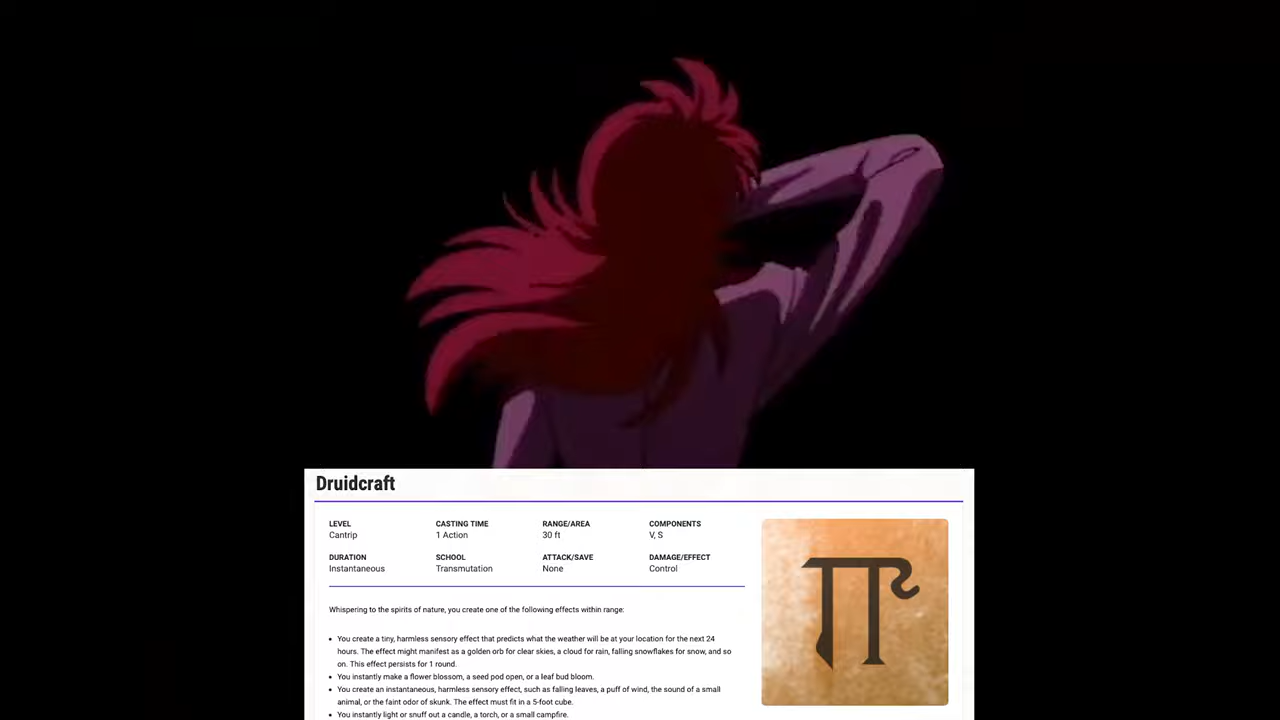 Druidcraft
LEVEL CASTING TIME RANGE/AREA COMPONENTS
Cantrip 1 Action 30 ft V, S
DURATION SCHOOL ATTACK/SAVE DAMAGE/EFFECT
Instantaneous Transmutation None Control
Whispering to the spirits of nature, you create one of the following effects within range:
• You create a tiny, harmless sensory effect that predicts what the weather will be at your location for the next 24
hours. The effect might manifest as a golden orb for clear skies, a cloud for rain, falling snowflakes for snow, and so
on. This effect persists for 1 round.
• You instantly make a flower blossom, a seed pod open, or a leaf bud bloom.
• You create an instantaneous, harmless sensory effect, such as falling leaves, a puff of wind, the sound of a small
animal, or the faint odor of skunk. The effect must fit in a 5-foot cube.
• You instantly light or snuff out a candle, a torch, or a small campfire.